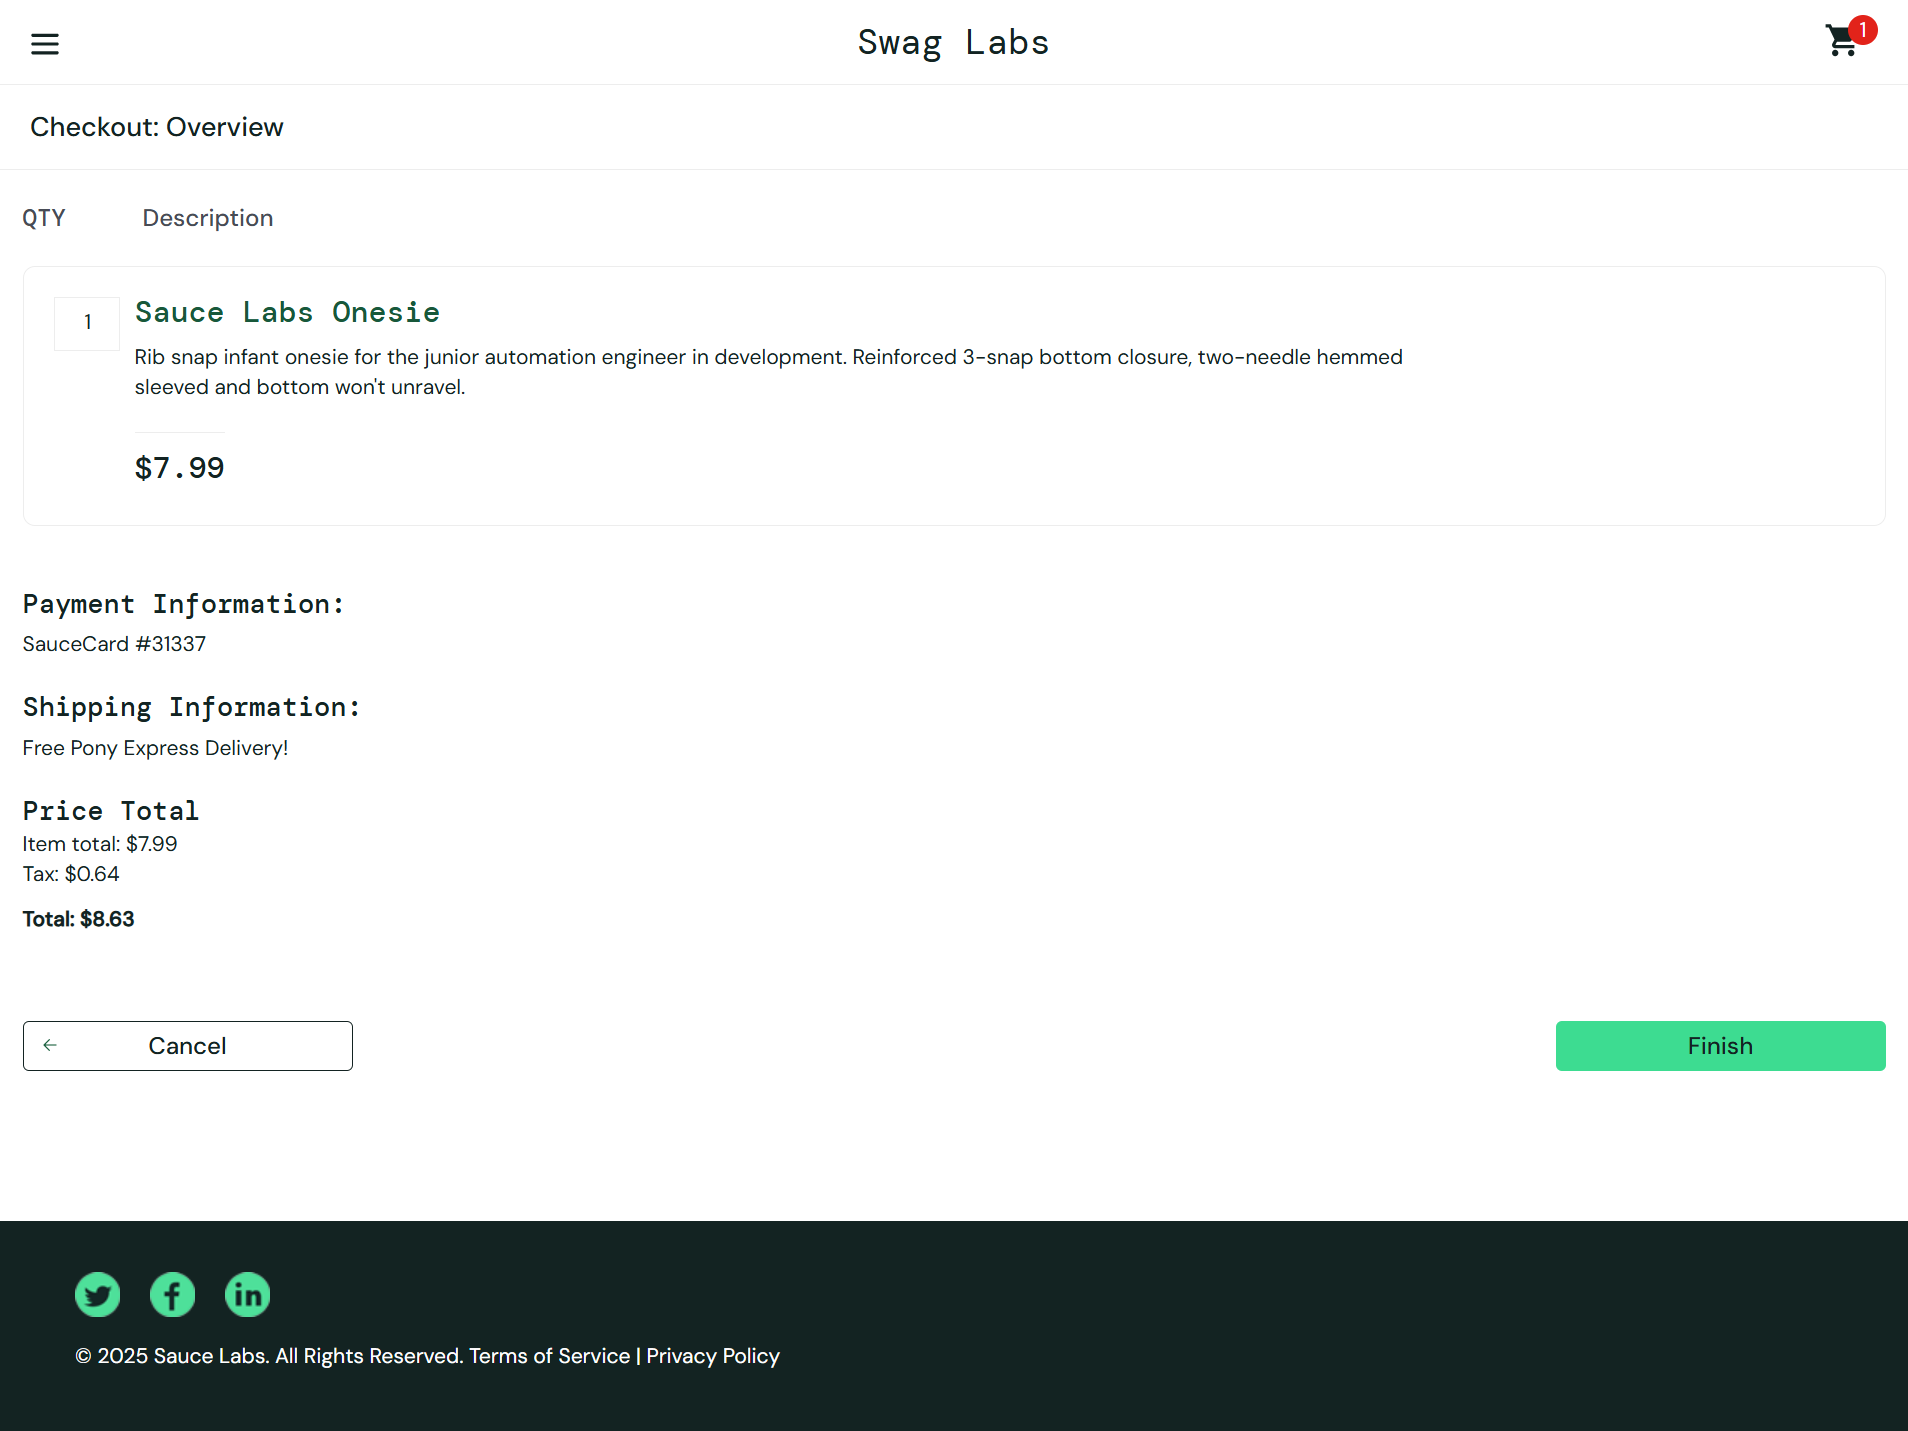 Swag Labs
1
Checkout: Overview
QTY Description
1
Sauce Labs Onesie
Rib snap infant onesie for the junior automation engineer in development. Reinforced 3-snap bottom closure, two-needle hemmed
sleeved and bottom won't unravel.
$7.99
Payment Information:
SauceCard #31337
Shipping Information:
Free Pony Express Delivery!
Price Total
Item total: $7.99
Tax: $0.64
Total: $8.63
Cancel
Finish
© 2025 Sauce Labs. All Rights Reserved. Terms of Service | Privacy Policy